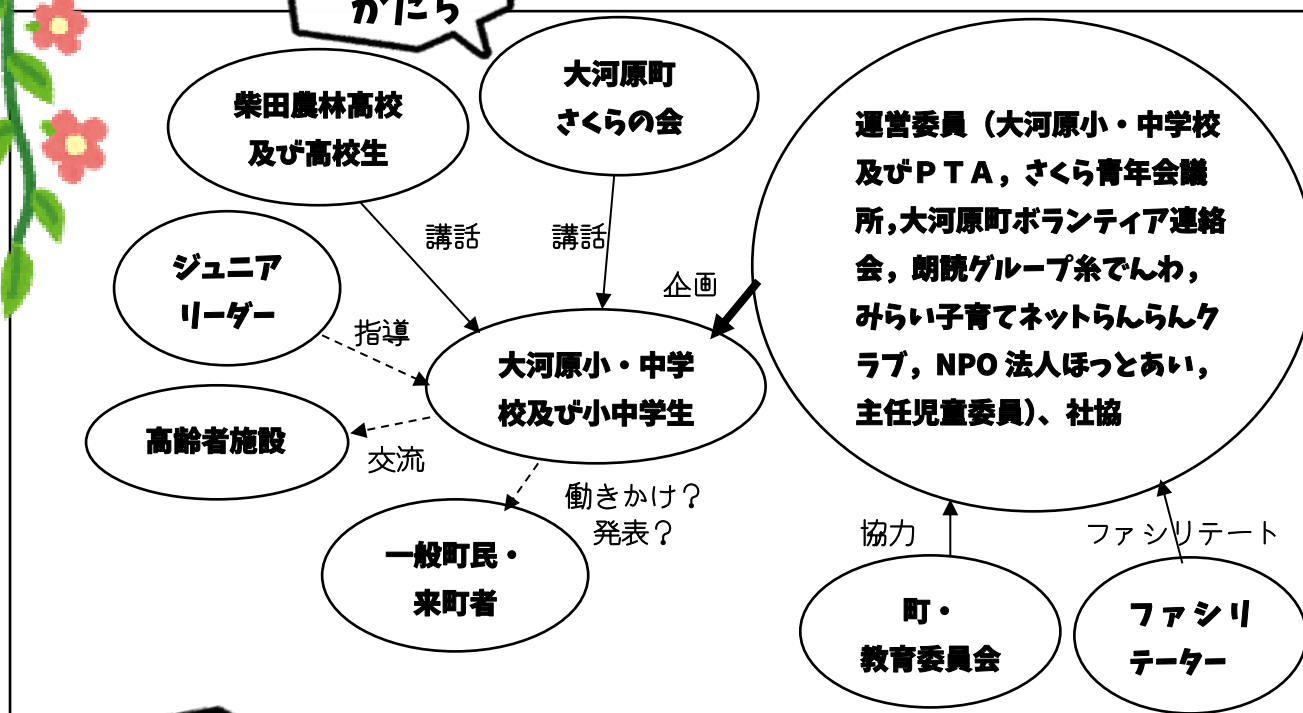 かたち
大河原町
さくらの会
柴田農林高校
及び高校生
運営委員（大河原小・中学校
及びＰＴＡ，さくら青年会議
所，大河原町ボランティア連絡
会，朗読グループ糸でんわ，
みらい子育てネットらんらんク
ラブ，NPO 法人ほっとあい，
主任児童委員）、社協
講話
講話
企画
ジュニア
リーダー
指導
大河原小・中学
校及び小中学生
高齢者施設
交流
働きかけ？
発表？
一般町民・
来町者
協力
ファシリテート
町・
教育委員会
ファシリ
テーター